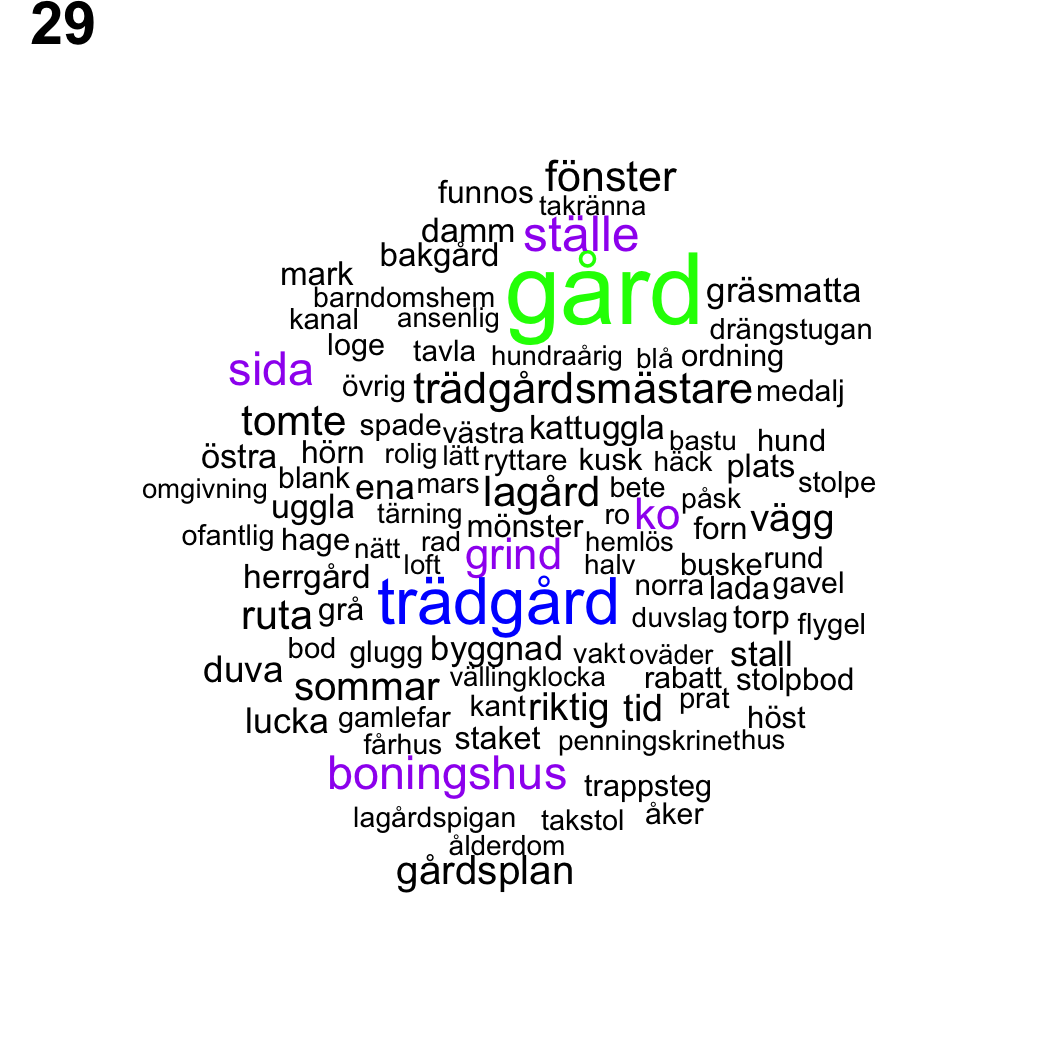 29
fönster
funnos
takränna
damm ställe
bakgård
mark gård gräsmatta
barndomshem
kanal ansenlig drängstugan
loge tavla hundraårig blå ordning
sida övrig trädgårdsmästare medalj
tomte spade västra kattuggla bastu hund
östra hörn rolig lätt ryttare kusk häck plats
omgivning blank ena mars lagård bete påsk stolpe
uggla tärning mönster ro ko forn vägg
ofantlig hage nätt rad grind hemlös
loft halv buske rund
herrgård trädgård norra lada gavel
ruta grå duvslag torp flygel
bod glugg byggnad vakt oväder stall
duva sommar vällingklocka rabatt stolpbod
lucka gamlefar kant riktig tid prat höst
fårhus staket penningskrinet hus
boningshus trappsteg
lagårdspigan takstol åker
ålderdom
gårdsplan